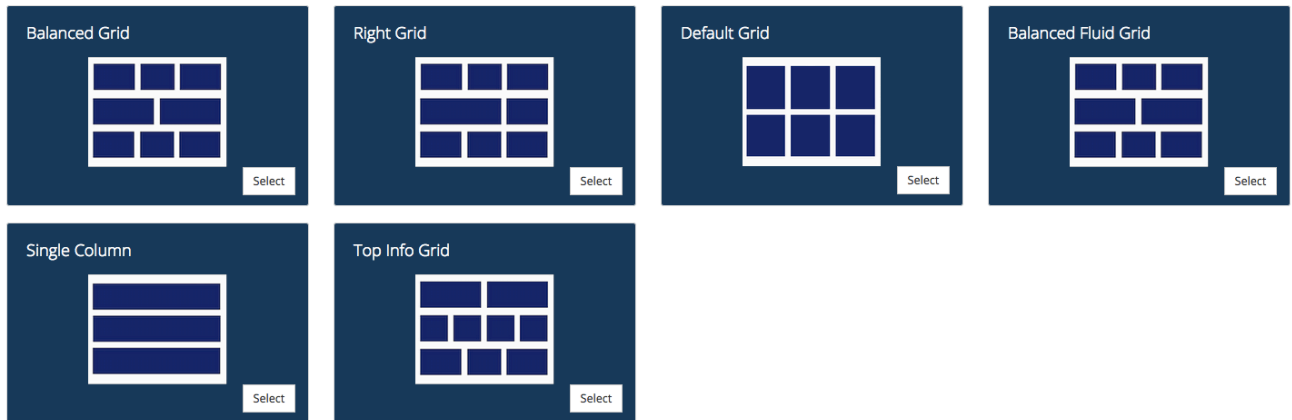 Balanced Grid
Select
Right Grid
Select
Default Grid
Select
Balanced Fluid Grid
Select
Single Column
Select
Top Info Grid
Select